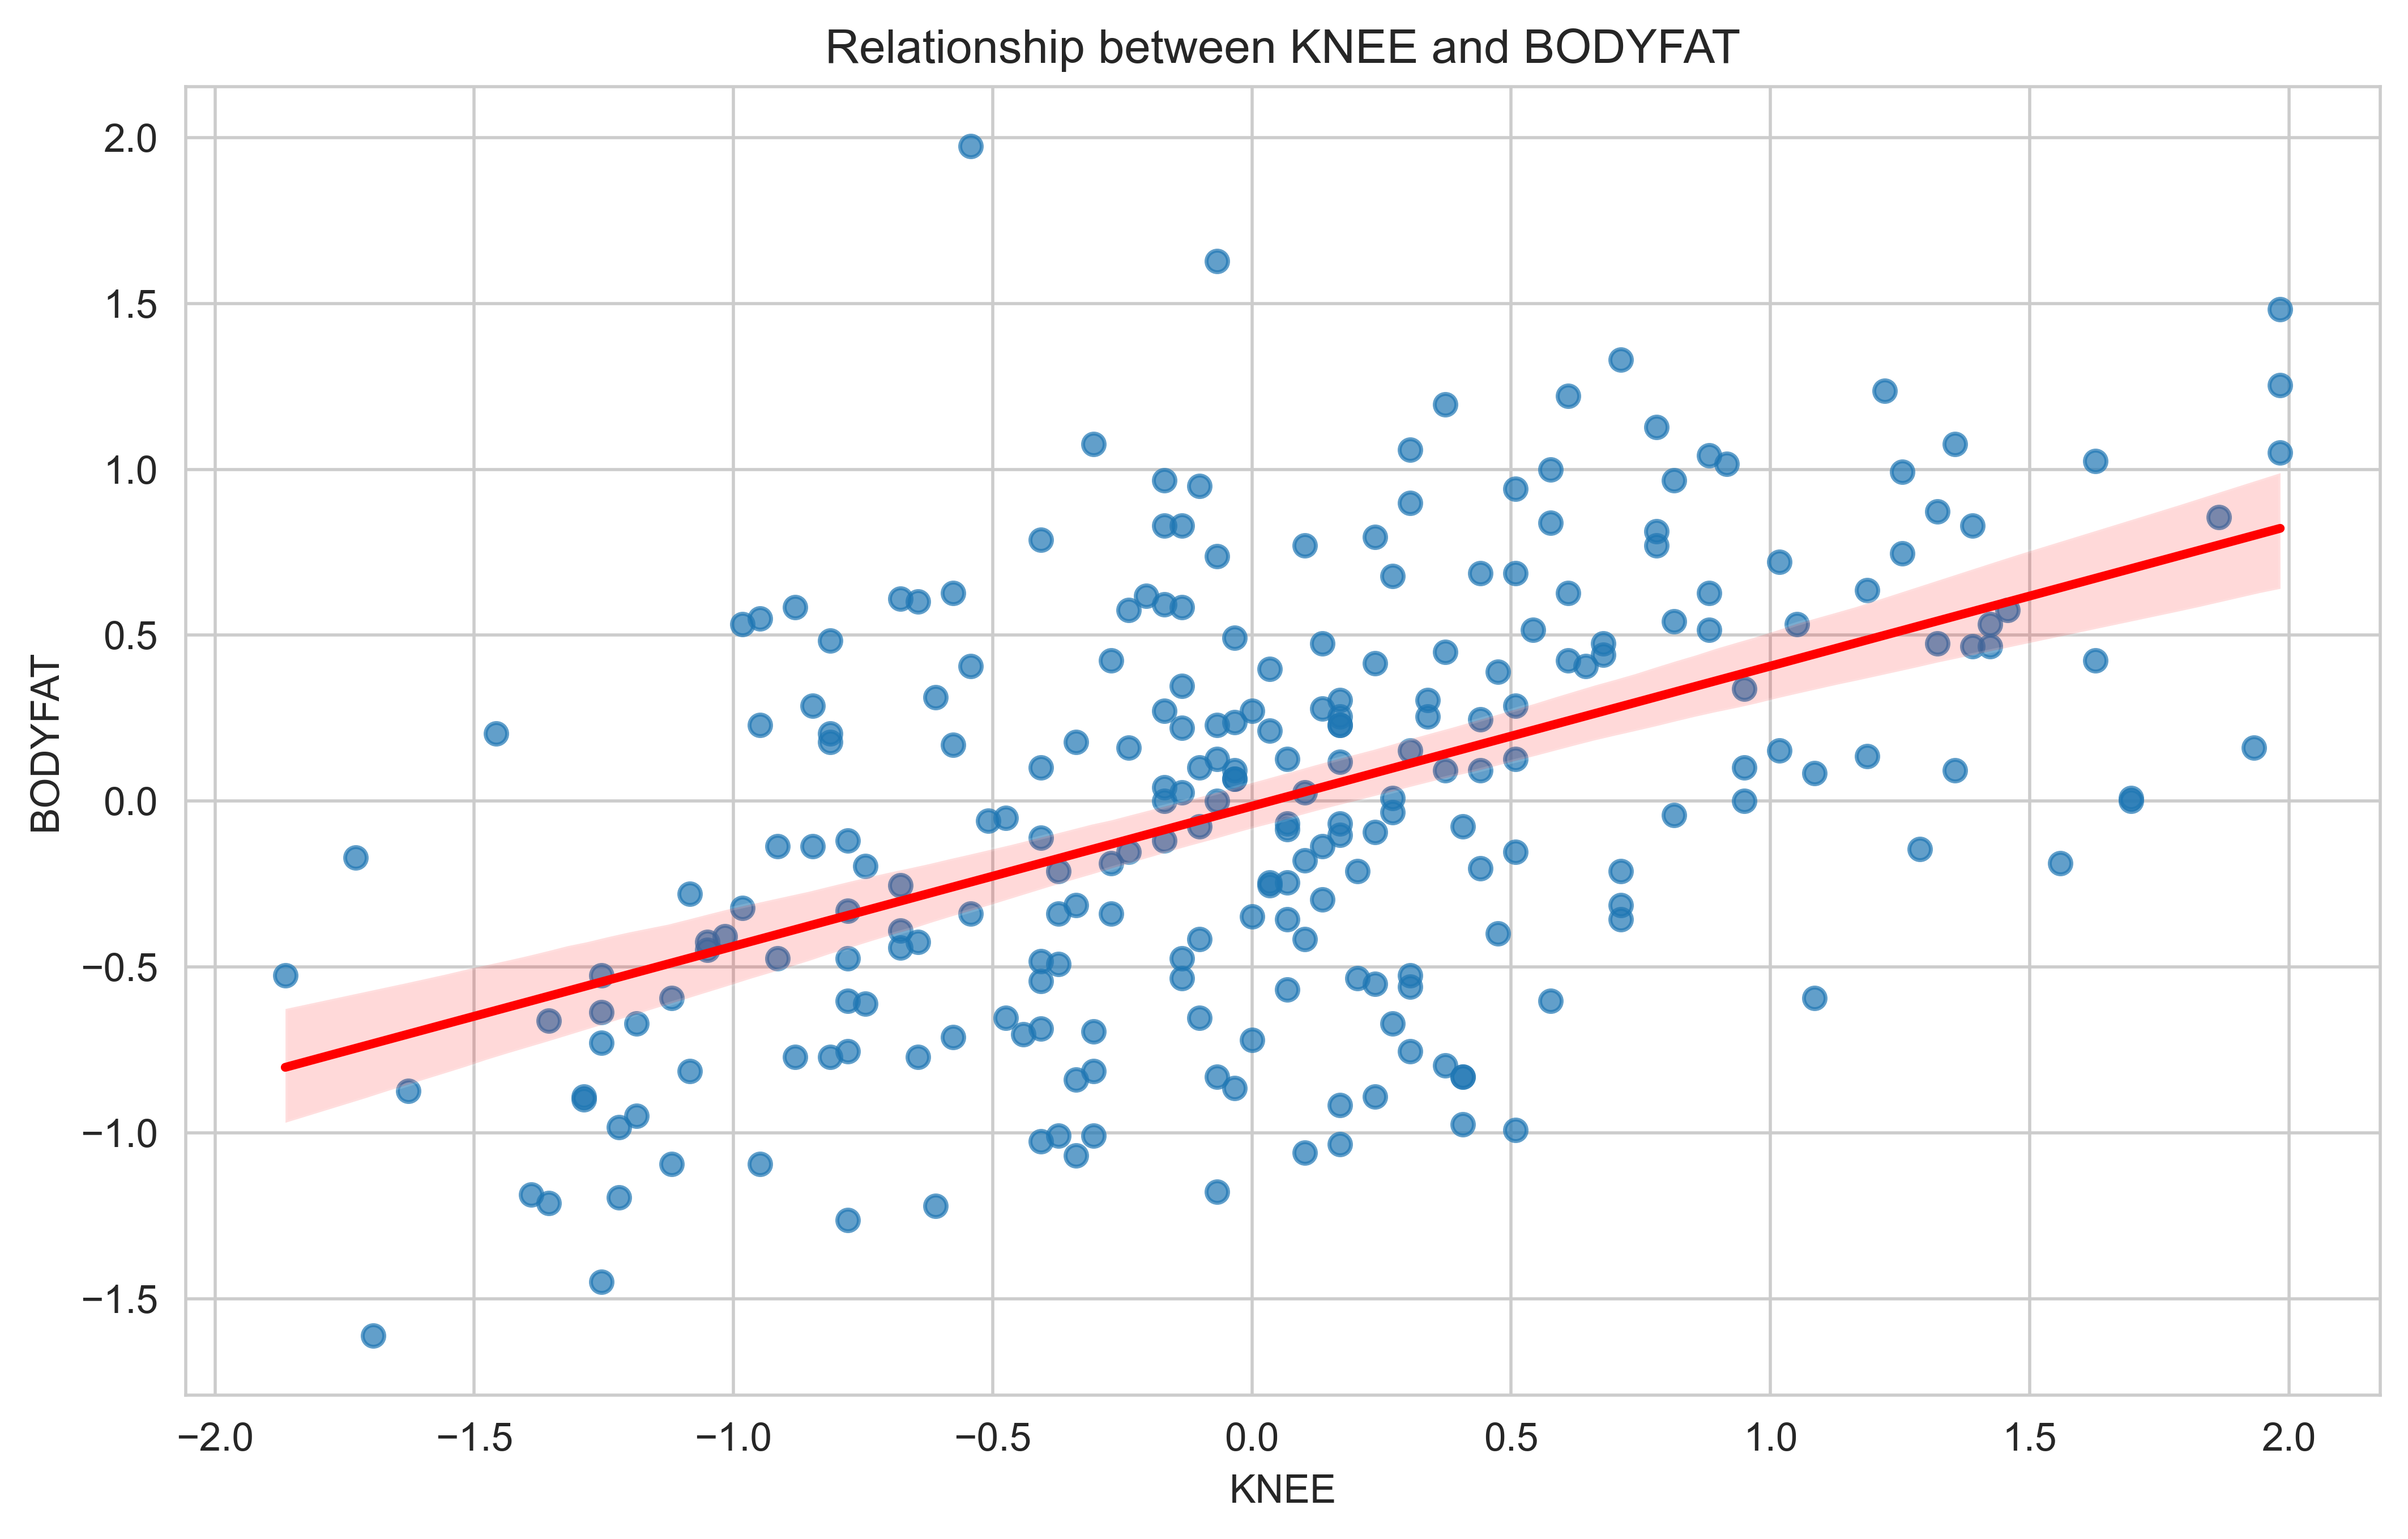 Relationship between KNEE and BODYFAT
2.0
1.5
1.0
0.5
0.0
−0.5
−1.0
−1.5
BODYFAT
−2.0 −1.5 −1.0 −0.5 0.0 0.5 1.0 1.5 2.0
KNEE